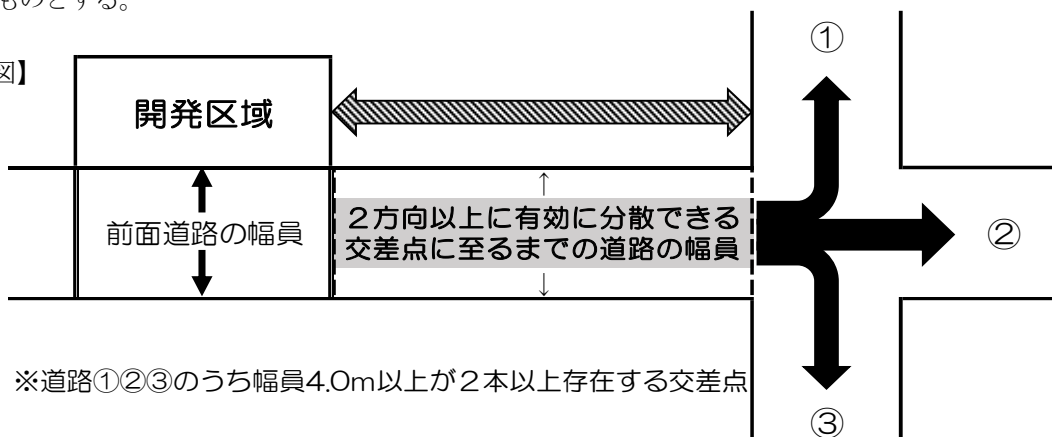 ものとする。
図】
①
開発区域
前面道路の幅員
↑
２方向以上に有効に分散できる
交差点に至るまでの道路の幅員
↓
②
※道路①②③のうち幅員4.0m以上が２本以上存在する交差点
③